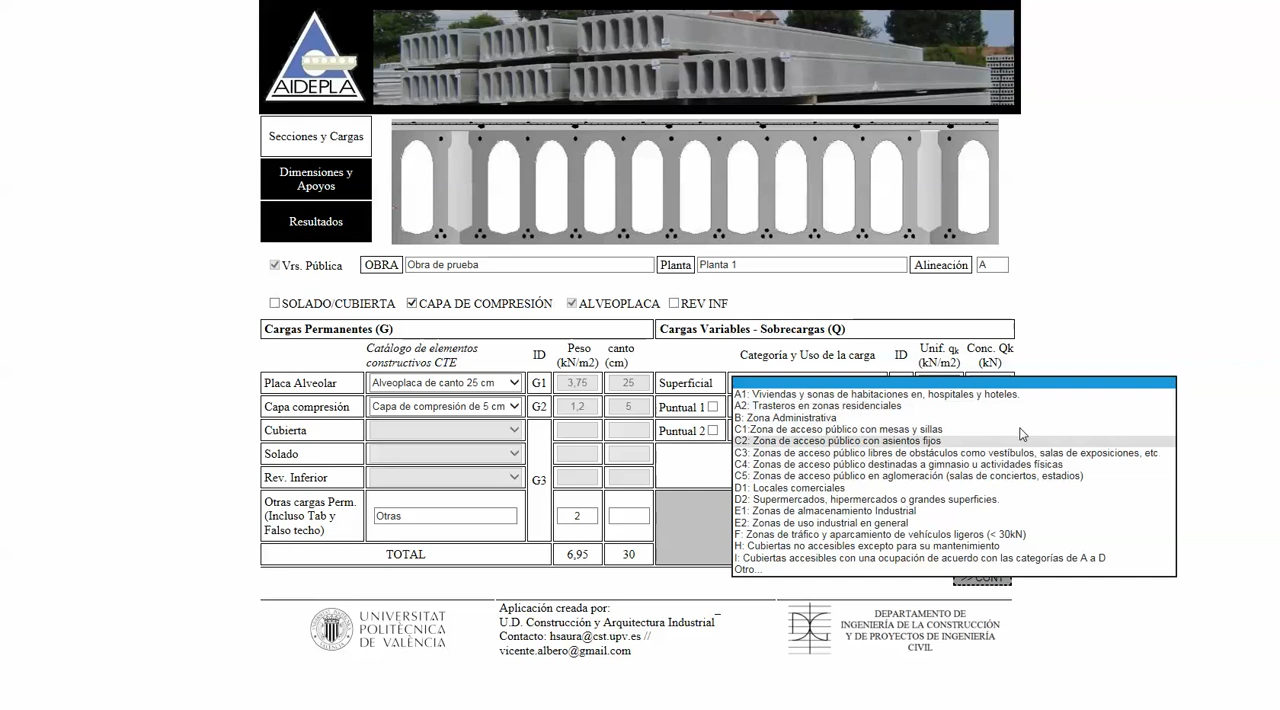 AIDEPLA
Secciones y Cargas
Dimensiones y
Apoyos
Resultados
Vrs. Pública
OBRA
Obra de prueba
Planta
Planta 1
Alineación
A
SOLADO/CUBIERTA
CAPA DE COMPRESIÓN
ALVEOPLACA
REV INF
Cargas Permanentes (G)
Cargas Variables - Sobrecargas (Q)
Catálogo de elementos
constructivos CTE
ID
Peso
(kN/m2)
canto
(cm)
Categoría y Uso de la carga
ID
Unif. qk
(kN/m2)
Conc. Qk
(kN)
Placa Alveolar
Alveoplaca de canto 25 cm
G1
3,75
25
Superficial
Capa compresión
Capa de compresión de 5 cm
G2
1,2
5
Puntual 1
Cubierta
Puntual 2
Solado
Rev. Inferior
G3
Otras cargas Perm.
(Incluso Tab y
Falso techo)
Otras
2
TOTAL
6,95
30
A1: Viviendas y sonas de habitaciones en, hospitales y hoteles.
A2: Trasteros en zonas residenciales
B: Zona Administrativa
C1:Zona de acceso público con mesas y sillas
C2: Zona de acceso público con asientos fijos
C3: Zonas de acceso público libres de obstáculos como vestíbulos, salas de exposiciones, etc.
C4: Zonas de acceso público destinadas a gimnasio u actividades físicas
C5: Zonas de acceso público en aglomeración (salas de conciertos, estadios)
D1: Locales comerciales
D2: Supermercados, hipermercados o grandes superficies.
E1: Zonas de almacenamiento Industrial
E2: Zonas de uso industrial en general
F: Zonas de tráfico y aparcamiento de vehículos ligeros (< 30kN)
H: Cubiertas no accesibles excepto para su mantenimiento
I: Cubiertas accesibles con una ocupación de acuerdo con las categorías de A a D
Otro...
>> CONT
UNIVERSITAT
POLITÈCNICA
DE VALÈNCIA
Aplicación creada por:
U.D. Construcción y Arquitectura Industrial
Contacto: hsaura@cst.upv.es //
vicente.albero@gmail.com
DEPARTAMENTO DE
INGENIERÍA DE LA CONSTRUCCIÓN
Y DE PROYECTOS DE INGENIERÍA
CIVIL